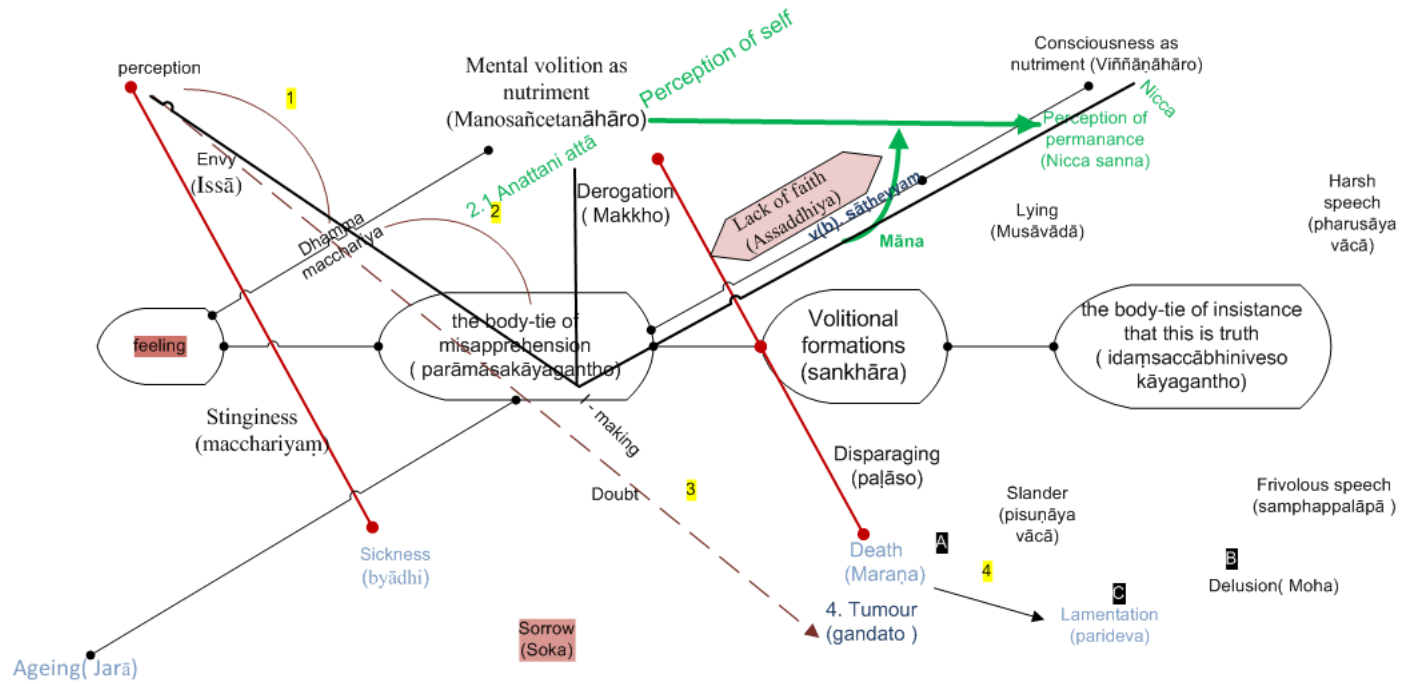 perception
1
Mental volition as
nutriment
(Manosañcetanāhāro)
Perception of self
Consciousness as
nutriment (Viññāṇāhāro)
Nicca
Perception of
permanance
(Nicca sanna)
Envy
(Issā)
2.1 Anattani attā
2
Derogation
( Makkho)
Lack of faith
(Assaddhiya)
v(b). sāṭheyyam
Māna
Lying
(Musāvādā)
Harsh
speech
(pharusāya
vācā)
Dhamma
macchariya
feeling
the body-tie of
misapprehension
( parāmāsakāyagantho)
Volitional
formations
(sankhāra)
the body-tie of insistance
that this is truth
( idaṃsaccābhiniveso
kāyagantho)
Stinginess
(macchariyaṃ)
I - making
Doubt
3
Disparaging
(paḷāso)
Slander
(pisuṇāya
vācā)
Frivolous speech
(samphappalāpā )
Sickness
(byādhi)
Death
(Maraṇa)
A
4
B
Delusion( Moha)
C
4. Tumour
(gandato )
Lamentation
(parideva)
Sorrow
(Soka)
Ageing( Jarā)